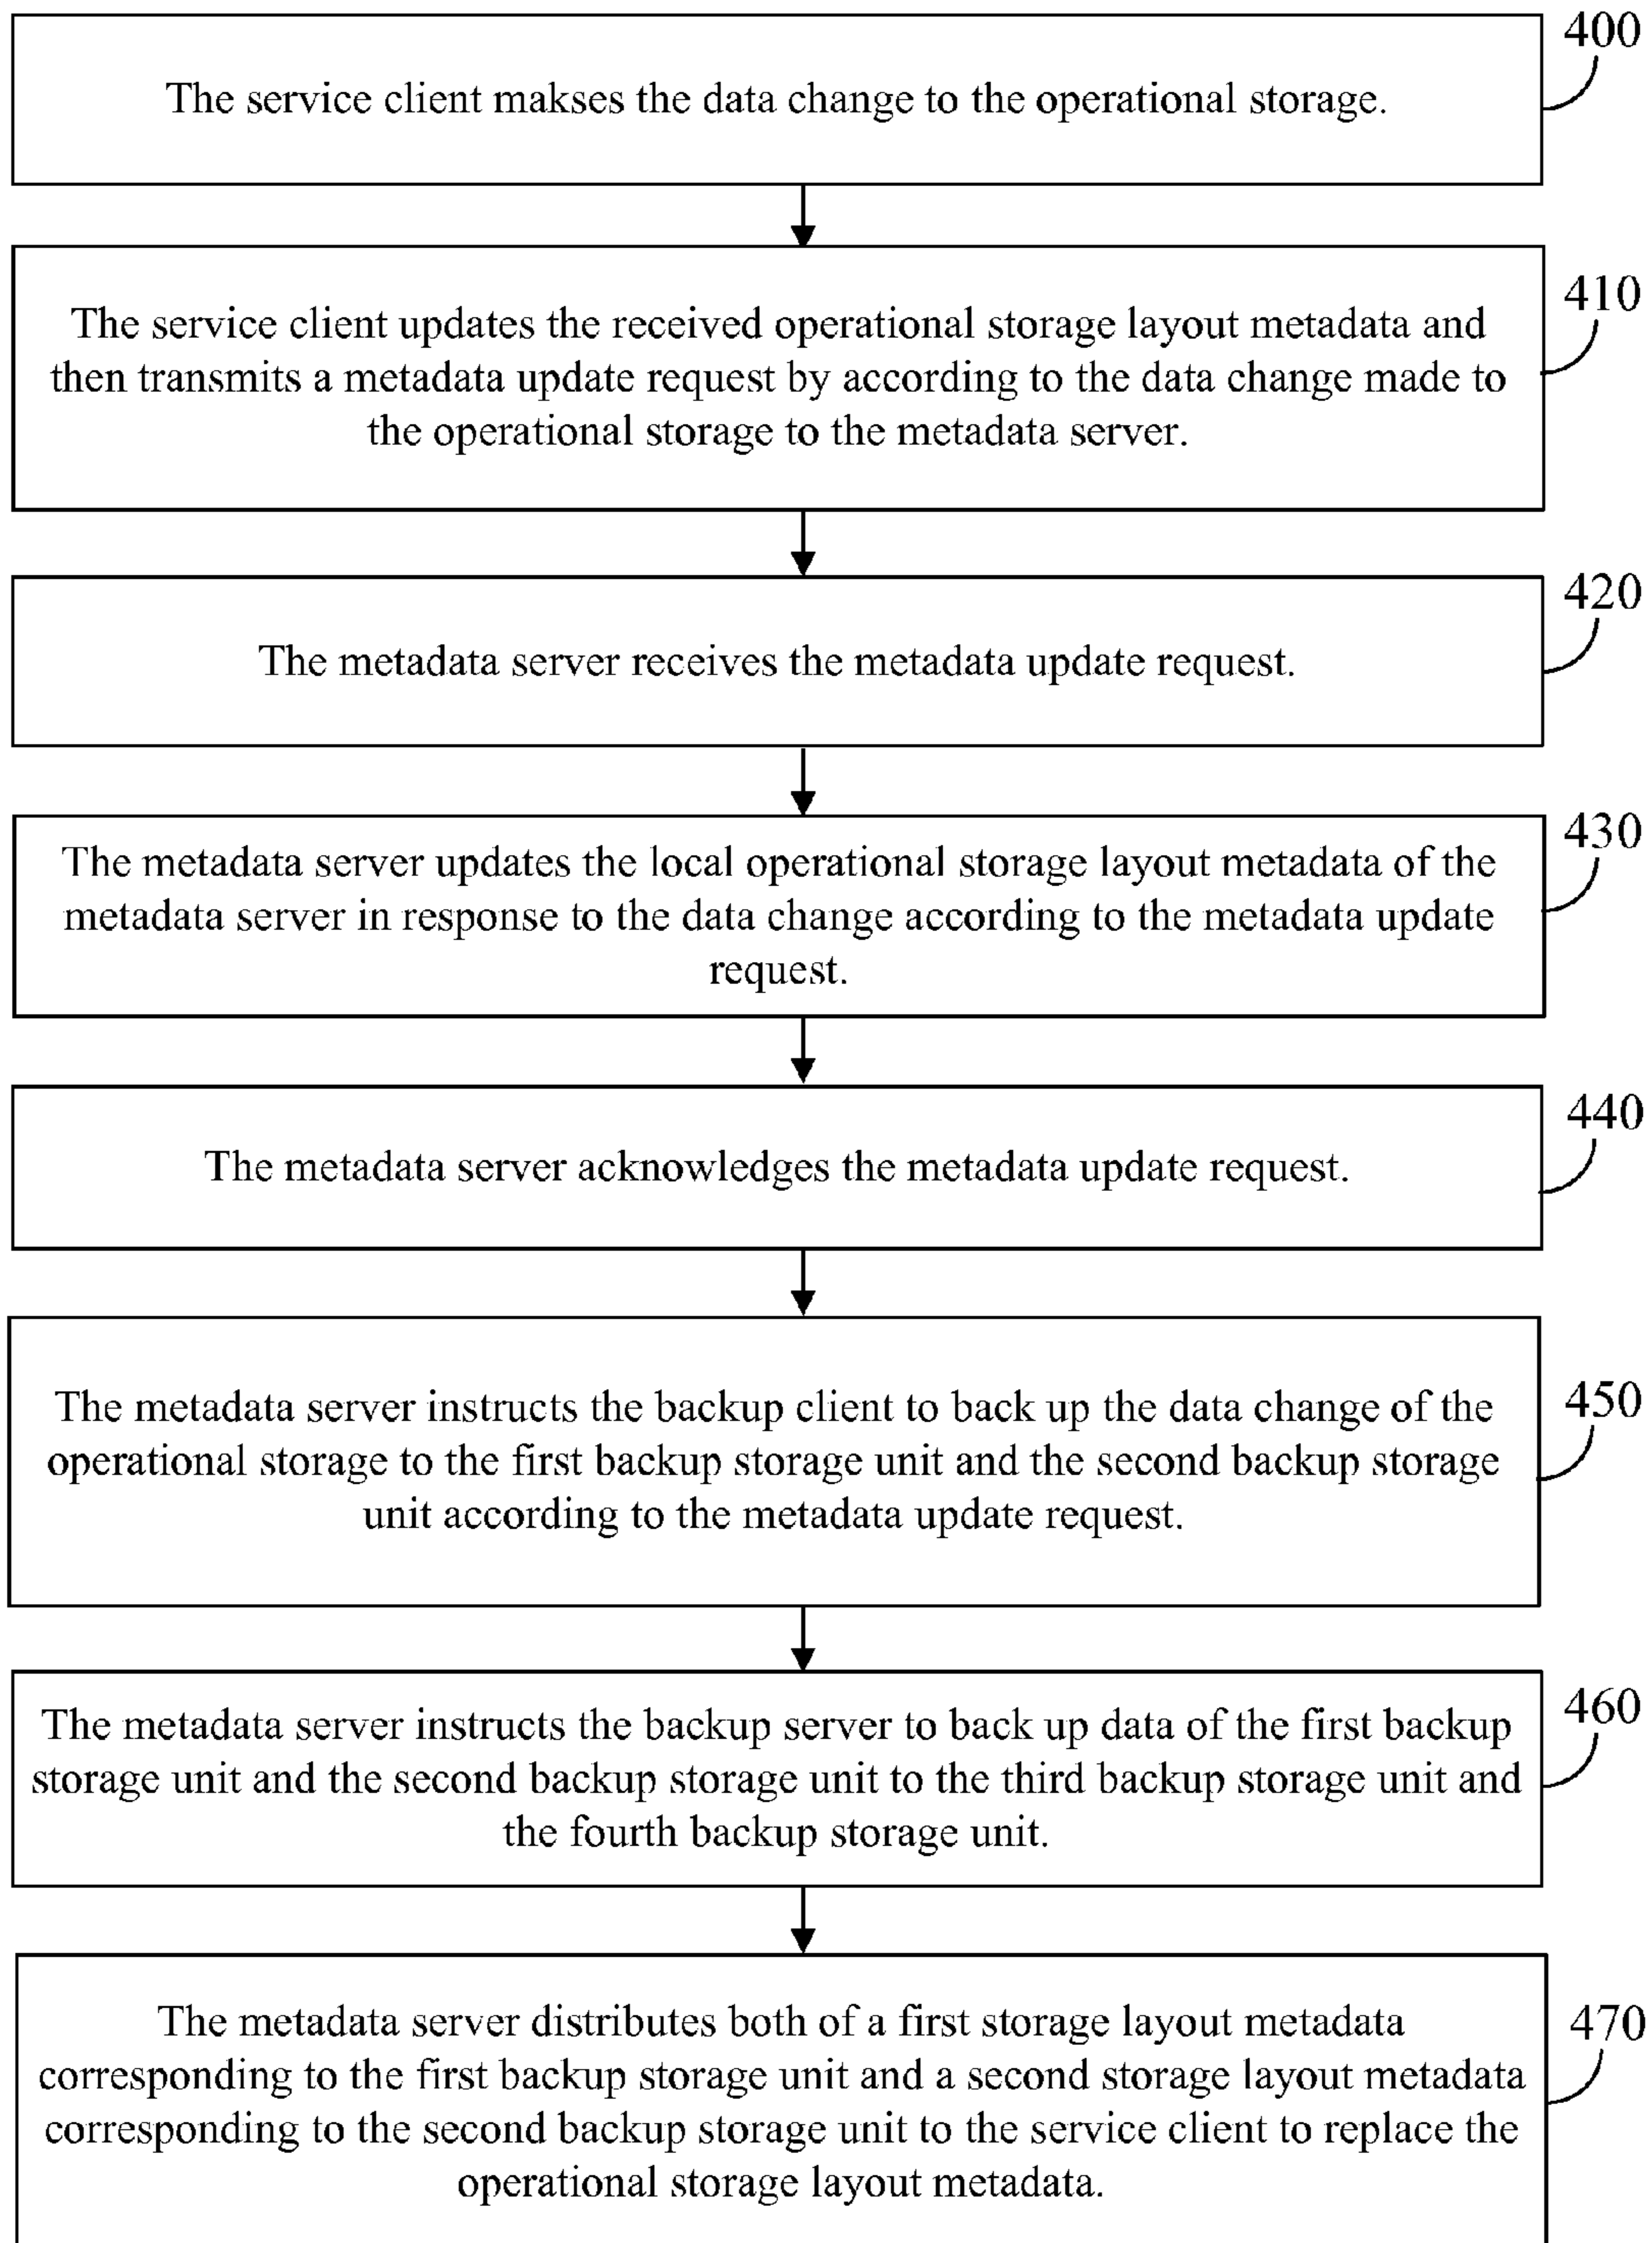 400
The service client makses the data change to the operational storage.
410
The service client updates the received operational storage layout metadata and
then transmits a metadata update request by according to the data change made to
the operational storage to the metadata server.
420
The metadata server receives the metadata update request.
430
The metadata server updates the local operational storage layout metadata of the
metadata server in response to the data change according to the metadata update
request.
440
The metadata server acknowledges the metadata update request.
450
The metadata server instructs the backup client to back up the data change of the
operational storage to the first backup storage unit and the second backup storage
unit according to the metadata update request.
460
The metadata server instructs the backup server to back up data of the first backup
storage unit and the second backup storage unit to the third backup storage unit and
the fourth backup storage unit.
470
The metadata server distributes both of a first storage layout metadata
corresponding to the first backup storage unit and a second storage layout metadata
corresponding to the second backup storage unit to the service client to replace the
operational storage layout metadata.